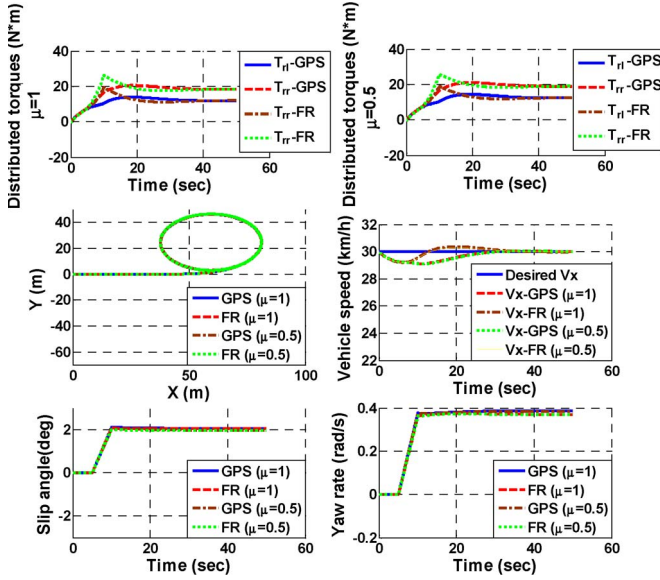 Distributed torques (N*m)
μ=1
40
20
0
20
0
20
40
60
Time (sec)
T_rl-GPS
T_rr-GPS
T_rr-FR
T_rr-FR
Distributed torques (N*m)
μ=0.5
40
20
0
20
0
20
40
60
Time (sec)
T_rl-GPS
T_rr-GPS
T_rl-FR
T_rr-FR
Y (m)
40
20
0
-20
-40
-60
0
50
100
X (m)
GPS (μ=1)
FR (μ=1)
GPS (μ=0.5)
FR (μ=0.5)
Vehicle speed (km/h)
34
32
30
28
26
24
22
0
20
40
60
Time (sec)
Desired Vx
Vx-GPS (μ=1)
Vx-FR (μ=1)
Vx-GPS (μ=0.5)
Vx-FR (μ=0.5)
Slip angle(deg)
2
0
-2
0
20
40
60
Time (sec)
GPS (μ=1)
FR (μ=1)
GPS (μ=0.5)
FR (μ=0.5)
Yaw rate (rad/s)
0.4
0.2
0
-0.2
0
20
40
60
Time (sec)
GPS (μ=1)
FR (μ=1)
GPS (μ=0.5)
FR (μ=0.5)